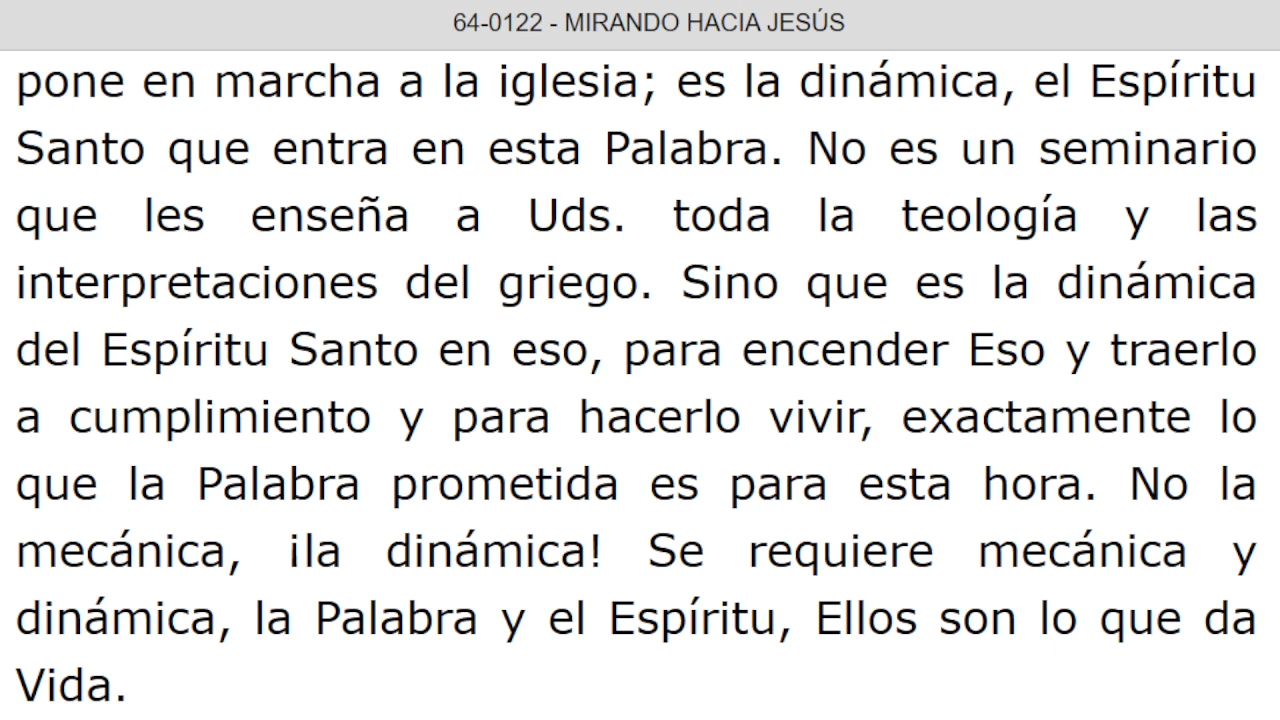 64-0122 - MIRANDO HACIA JESÚS
pone en marcha a la iglesia; es la dinámica, el Espíritu
Santo que entra en esta Palabra. No es un seminario
que les enseña a Uds. toda la teología y las
interpretaciones del griego. Sino que es la dinámica
del Espíritu Santo en eso, para encender Eso y traerlo
a cumplimiento y para hacerlo vivir, exactamente lo
que la Palabra prometida es para esta hora. No la
mecánica, ¡la dinámica! Se requiere mecánica y
dinámica, la Palabra y el Espíritu, Ellos son lo que da
Vida.